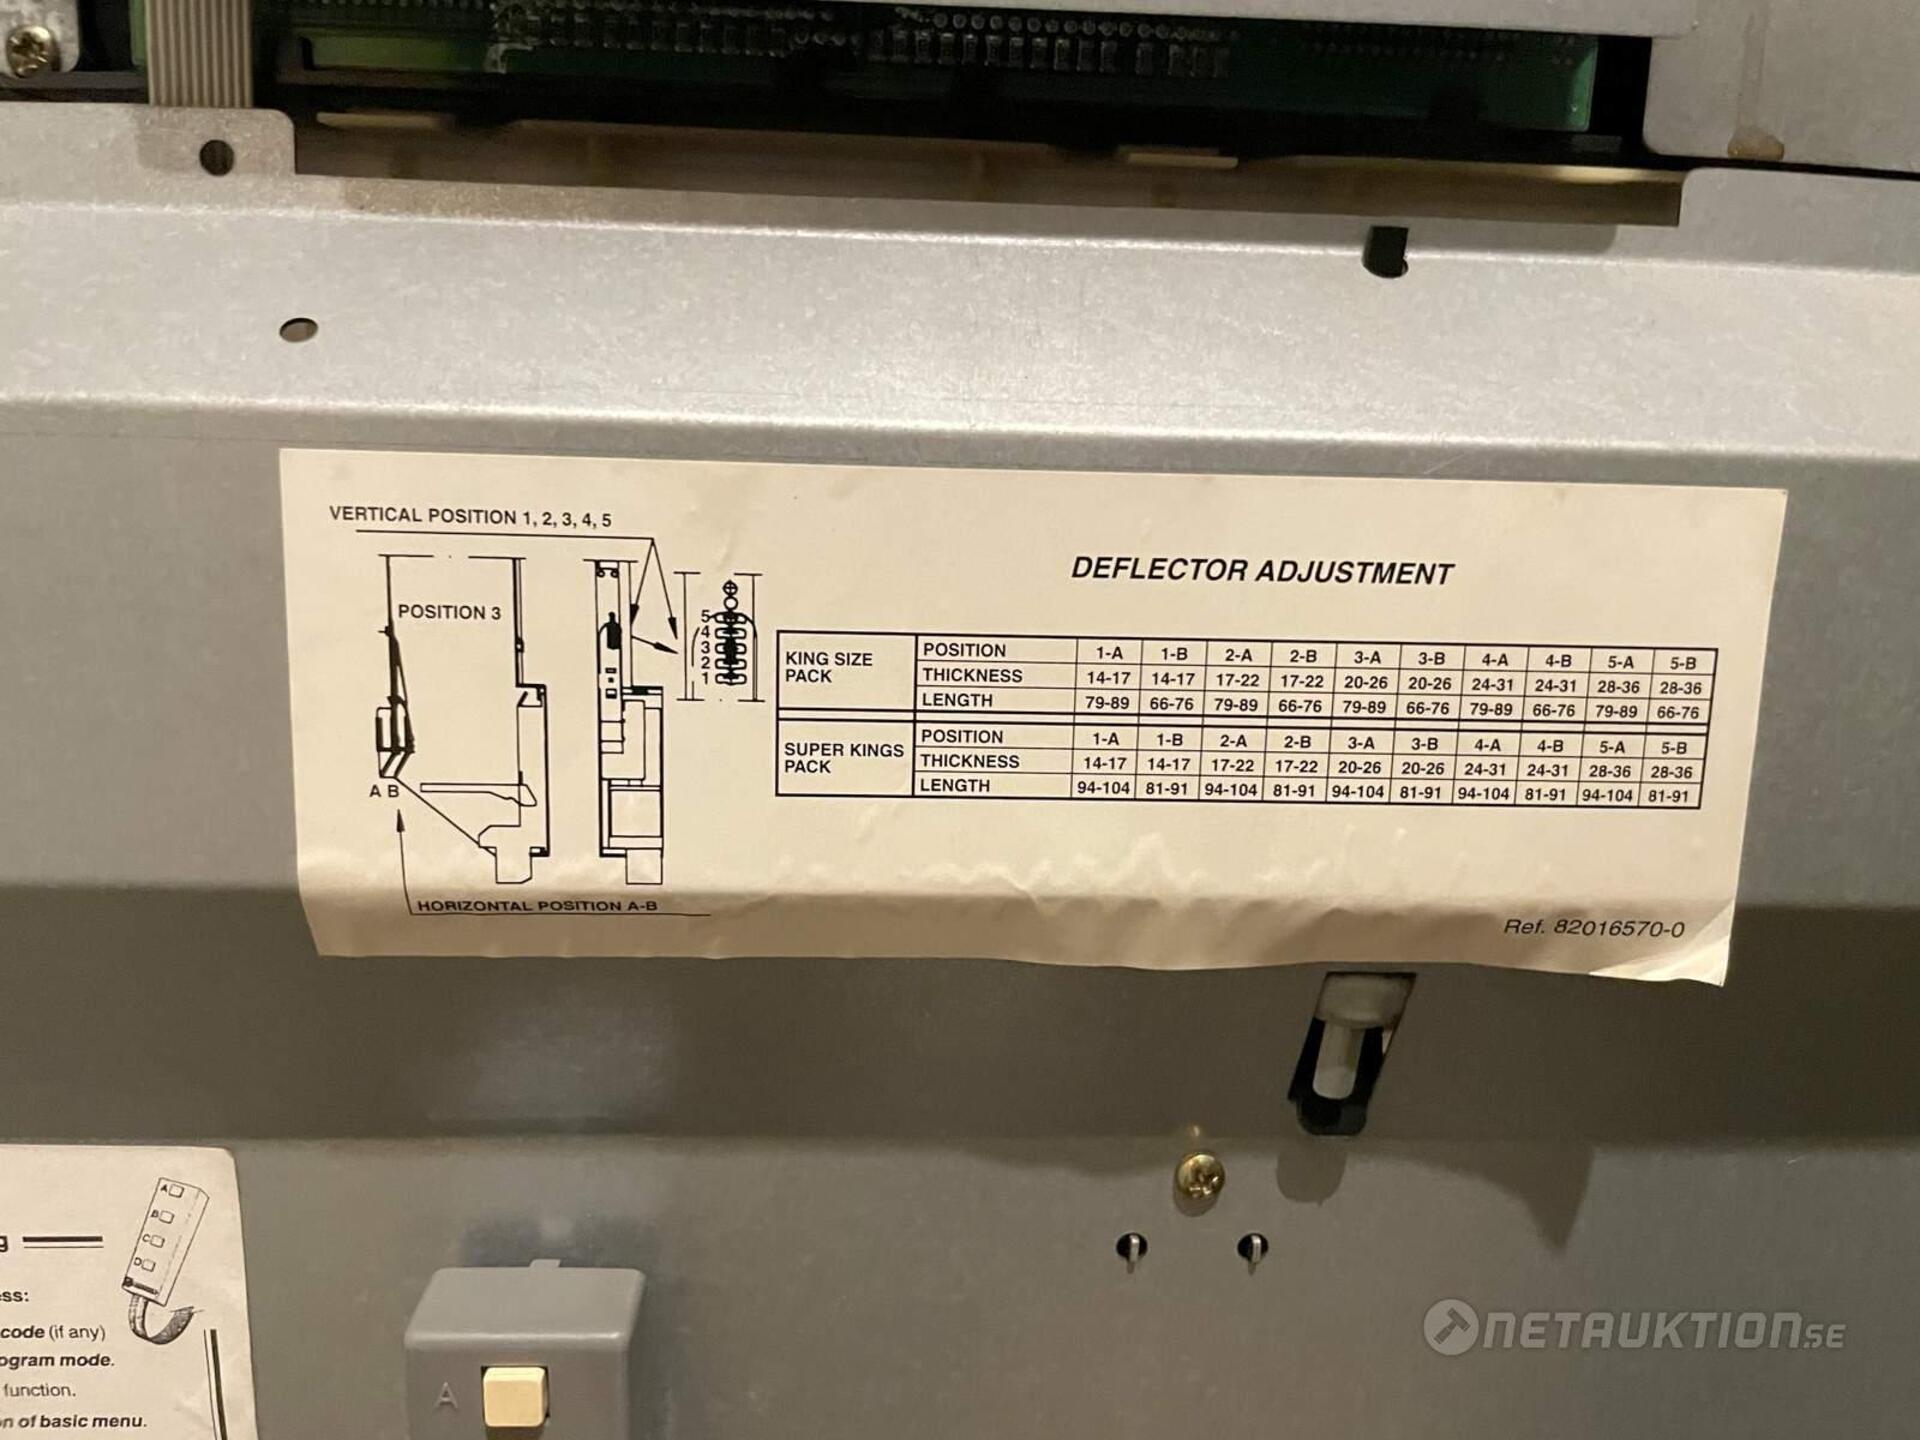 VERTICAL POSITION 1, 2, 3, 4, 5
POSITION 3
5
4
3
2
1
A B
HORIZONTAL POSITION A-B
DEFLECTOR ADJUSTMENT
KING SIZE PACK
POSITION 1-A 1-B 2-A 2-B 3-A 3-B 4-A 4-B 5-A 5-B
THICKNESS 14-17 14-17 17-22 17-22 20-26 20-26 24-31 24-31 28-36 28-36
LENGTH 79-89 66-76 79-89 66-76 79-89 66-76 79-89 66-76 79-89 66-76
SUPER KINGS PACK
POSITION 1-A 1-B 2-A 2-B 3-A 3-B 4-A 4-B 5-A 5-B
THICKNESS 14-17 14-17 17-22 17-22 20-26 20-26 24-31 24-31 28-36 28-36
LENGTH 94-104 81-91 94-104 81-91 94-104 81-91 94-104 81-91 94-104 81-91
Ref. 82016570-0
A
B
C
D
g
ess:
code (if any)
ogram mode.
function.
on of basic menu.
A
NETAUKTION.SE